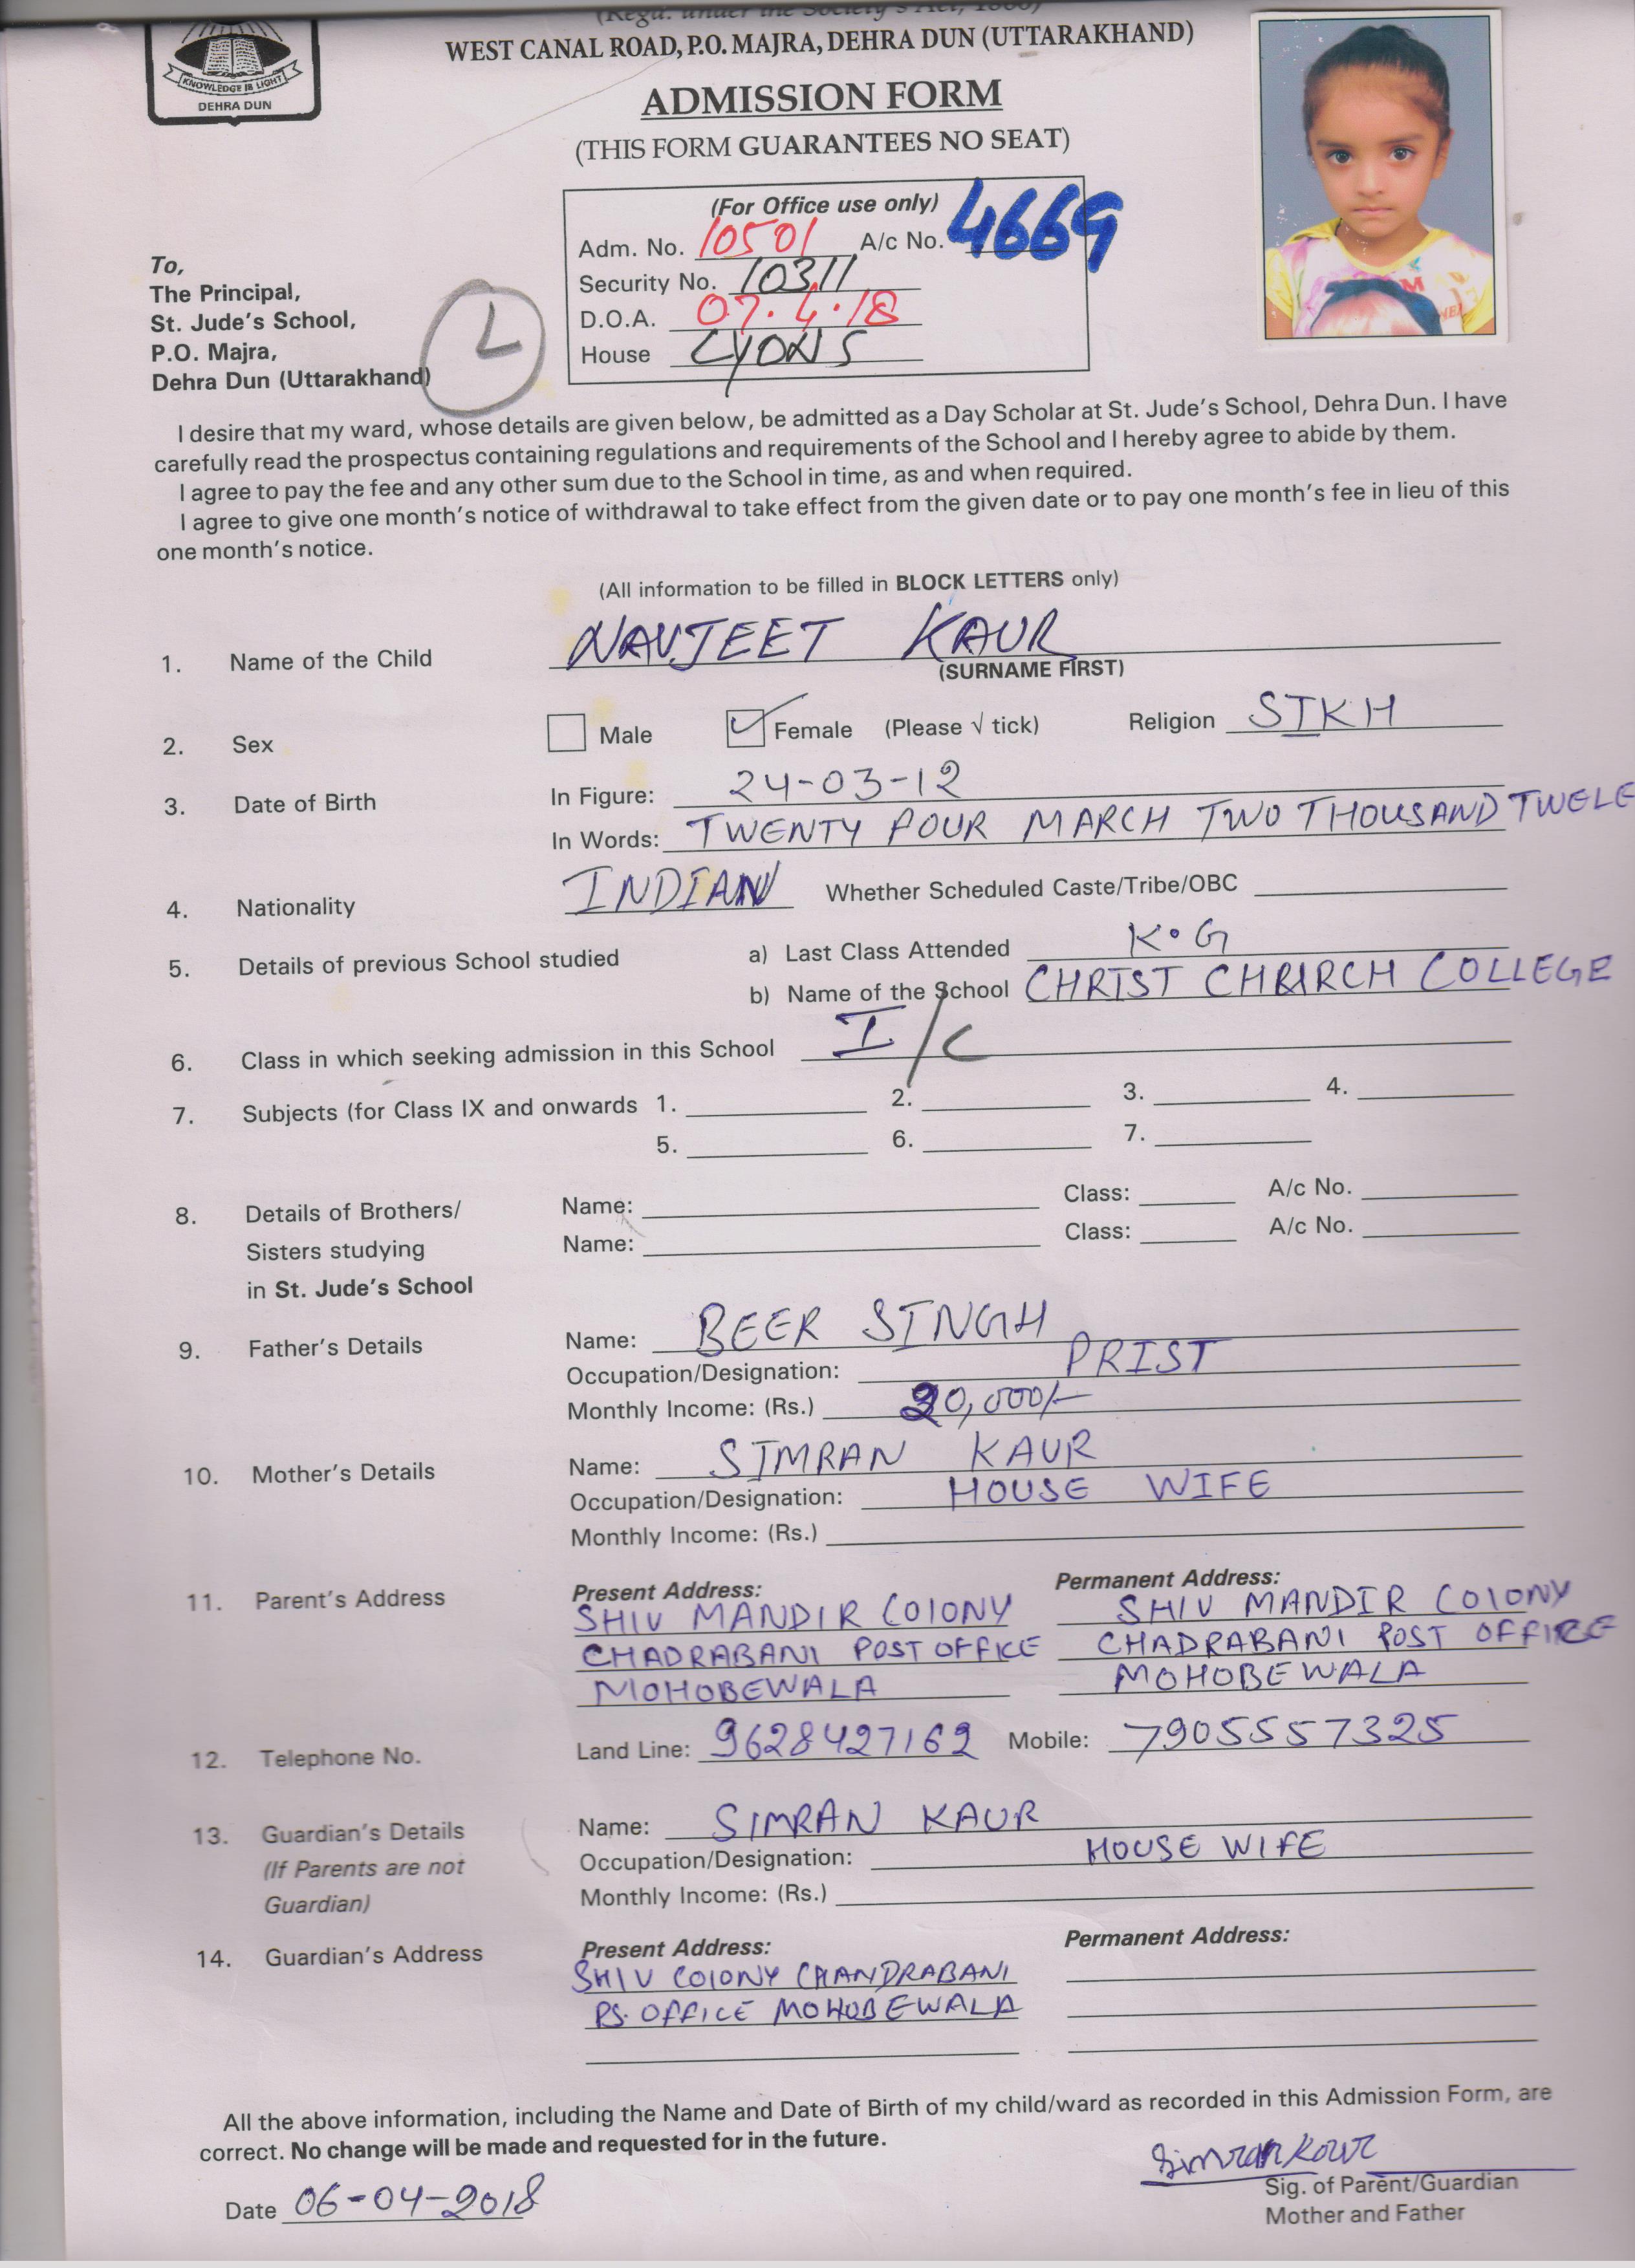 (Regd. under the Society's Act, 1860)
WEST CANAL ROAD, P.O. MAJRA, DEHRA DUN (UTTARAKHAND)
KNOWLEDGE IS LIGHT
DEHRA DUN
ADMISSION FORM
(THIS FORM GUARANTEES NO SEAT)
(For Office use only)
Adm. No. 10501 A/c No. 4669
Security No. 10311
D.O.A. 07.4.18
House LYONS
To,
The Principal,
St. Jude's School,
P.O. Majra,
Dehra Dun (Uttarakhand)
L
I desire that my ward, whose details are given below, be admitted as a Day Scholar at St. Jude's School, Dehra Dun. I have
carefully read the prospectus containing regulations and requirements of the School and I hereby agree to abide by them.
I agree to pay the fee and any other sum due to the School in time, as and when required.
I agree to give one month's notice of withdrawal to take effect from the given date or to pay one month's fee in lieu of this
one month's notice.
(All information to be filled in BLOCK LETTERS only)
1. Name of the Child NAVJEET KAUR
(SURNAME FIRST)
2. Sex Male Female (Please √ tick) Religion SIKH
3. Date of Birth In Figure: 24-03-12
In Words: TWENTY FOUR MARCH TWO THOUSAND TWELE
4. Nationality INDIAN Whether Scheduled Caste/Tribe/OBC
5. Details of previous School studied a) Last Class Attended K.G
b) Name of the School CHRIST CHRIRCH COLLEGE
6. Class in which seeking admission in this School I/C
7. Subjects (for Class IX and onwards 1. 2. 3. 4.
5. 6. 7.
8. Details of Brothers/ Name: Class: A/c No.
Sisters studying Name: Class: A/c No.
in St. Jude's School
9. Father's Details Name: BEER SINGH
Occupation/Designation: PRIST
Monthly Income: (Rs.) 20,000/-
10. Mother's Details Name: SIMRAN KAUR
Occupation/Designation: HOUSE WIFE
Monthly Income: (Rs.)
11. Parent's Address Present Address: Permanent Address:
SHIV MANDIR COlONY SHIV MANDIR COlONY
CHADRABANI POST OFFICE CHADRABANI POST OFFICE
MOHOBEWALA MOHOBEWALA
12. Telephone No. Land Line: 9628427162 Mobile: 7905557325
13. Guardian's Details Name: SIMRAN KAUR
(If Parents are not Occupation/Designation: HOUSE WIFE
Guardian) Monthly Income: (Rs.)
14. Guardian's Address Present Address: Permanent Address:
SHIV COlONY CHANDRABANI
PS. OFFICE MOHOBEWALA
All the above information, including the Name and Date of Birth of my child/ward as recorded in this Admission Form, are
correct. No change will be made and requested for in the future.
Simran Kour
Sig. of Parent/Guardian
Date 06-04-2018
Mother and Father